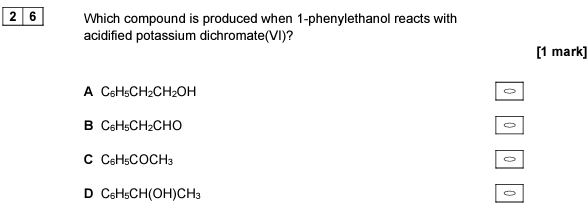 2 6 Which compound is produced when 1-phenylethanol reacts with
acidified potassium dichromate(VI)?
[1 mark]
A C₆H₅CH₂CH₂OH
B C₆H₅CH₂CHO
C C₆H₅COCH₃
D C₆H₅CH(OH)CH₃